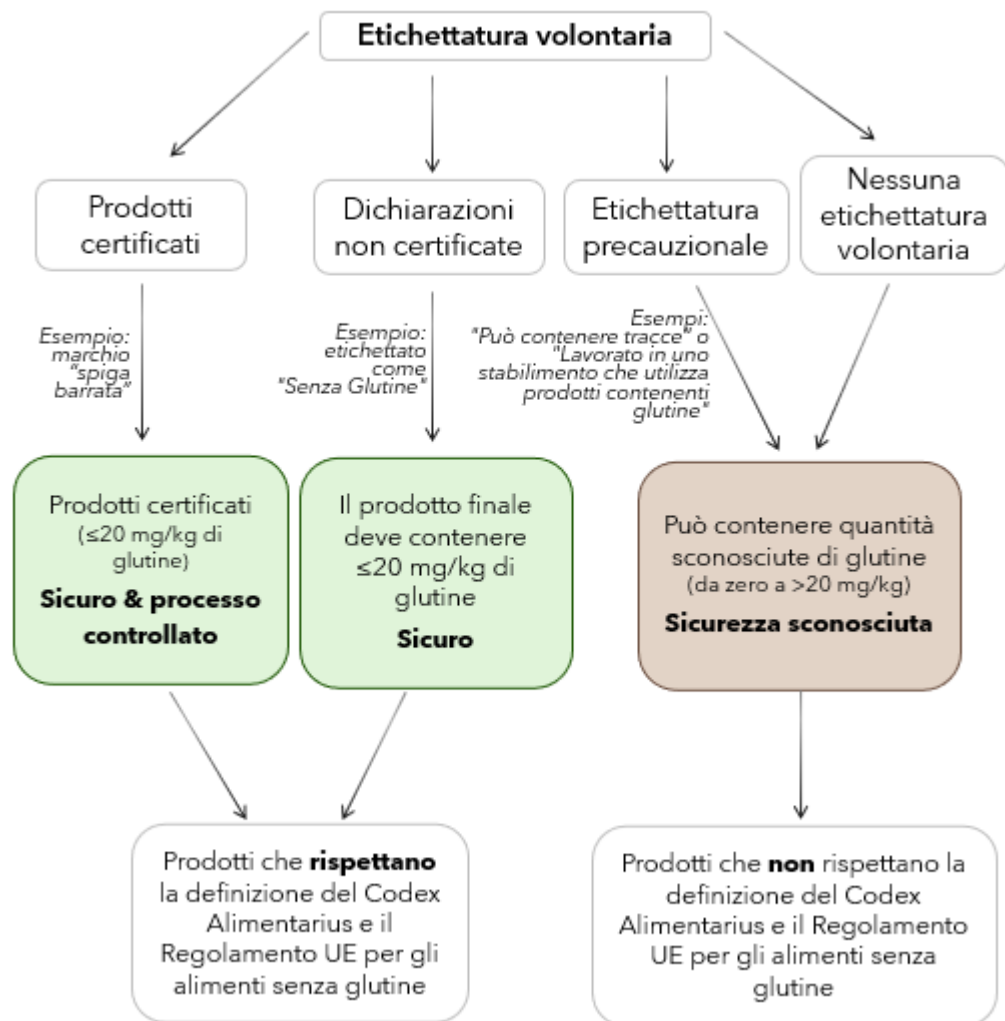 Etichettatura volontaria
Prodotti
certificati
Dichiarazioni
non certificate
Etichettatura
precauzionale
Nessuna
etichettatura
volontaria
Esempio:
marchio
"spiga
barrata"
Esempio:
etichettato
come
"Senza Glutine"
Esempi:
"Può contenere tracce" o
"Lavorato in uno
stabilimento che utilizza
prodotti contenenti
glutine"
Prodotti certificati
(≤20 mg/kg di
glutine)
Sicuro & processo
controllato
Il prodotto finale
deve contenere
≤20 mg/kg di
glutine
Sicuro
Può contenere quantità
sconosciute di glutine
(da zero a >20 mg/kg)
Sicurezza sconosciuta
Prodotti che rispettano
la definizione del Codex
Alimentarius e il
Regolamento UE per gli
alimenti senza glutine
Prodotti che non rispettano la
definizione del Codex
Alimentarius e il Regolamento
UE per gli alimenti senza
glutine